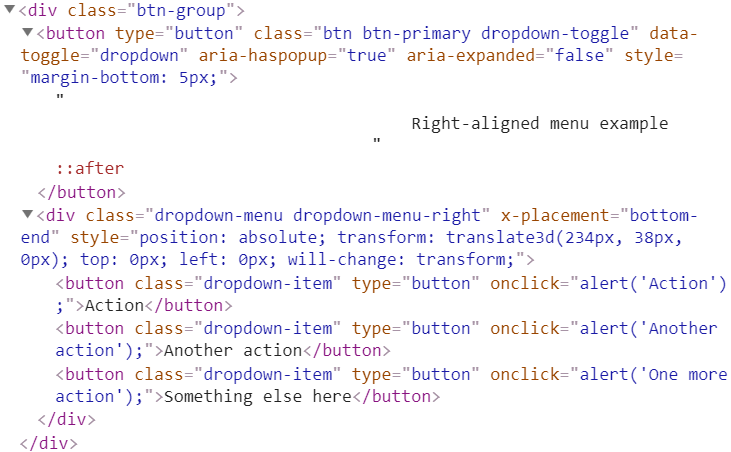 <div class="btn-group">
<button type="button" class="btn btn-primary dropdown-toggle" data-
toggle="dropdown" aria-haspopup="true" aria-expanded="false" style=
"margin-bottom: 5px;">
"
Right-aligned menu example
"
::after
</button>
<div class="dropdown-menu dropdown-menu-right" x-placement="bottom-
end" style="position: absolute; transform: translate3d(234px, 38px,
0px); top: 0px; left: 0px; will-change: transform;">
<button class="dropdown-item" type="button" onclick="alert('Action')
;">Action</button>
<button class="dropdown-item" type="button" onclick="alert('Another
action');">Another action</button>
<button class="dropdown-item" type="button" onclick="alert('One more
action');">Something else here</button>
</div>
</div>